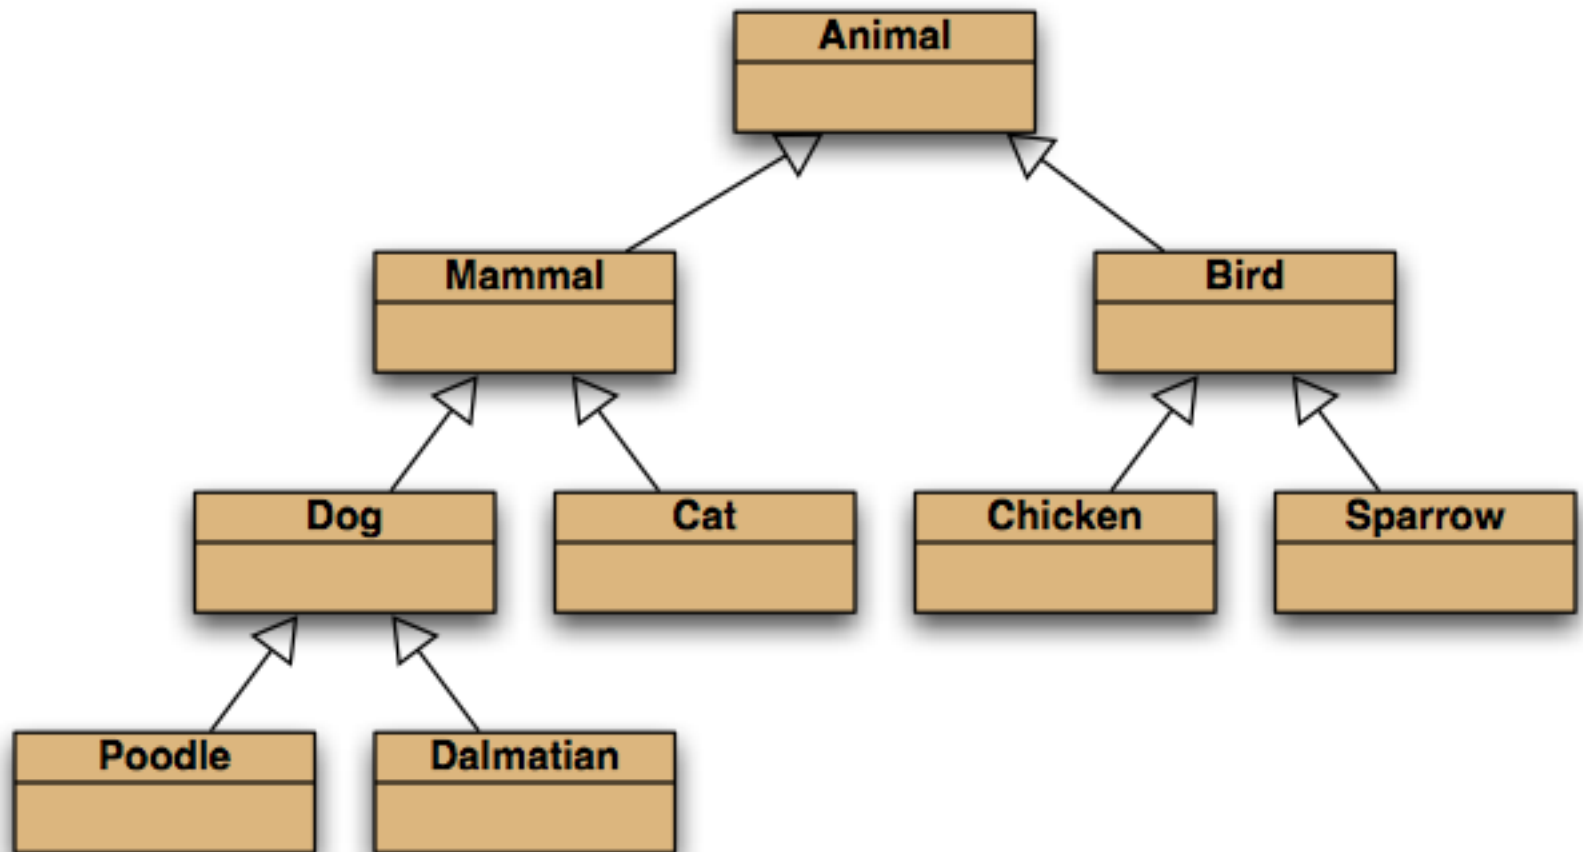 Animal
Mammal
Bird
Dog
Cat
Chicken
Sparrow
Poodle
Dalmatian